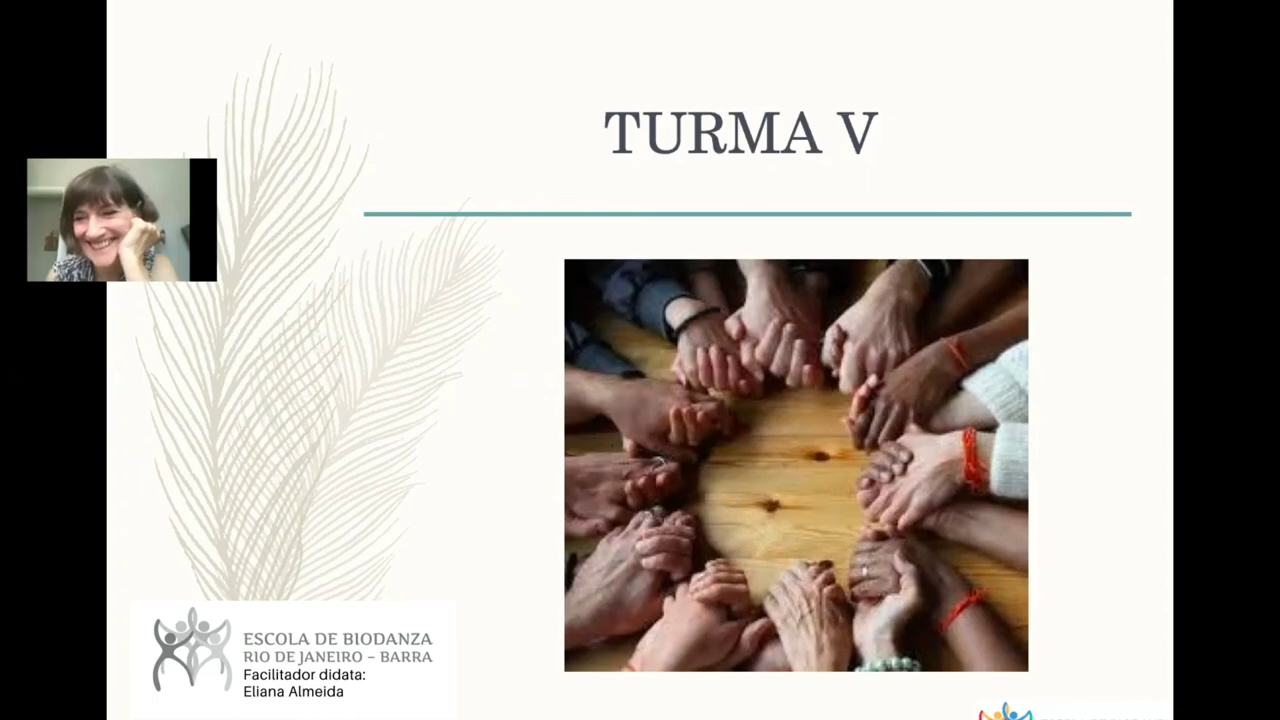 TURMA V
ESCOLA DE BIODANZA
RIO DE JANEIRO – BARRA
Facilitador didata:
Eliana Almeida